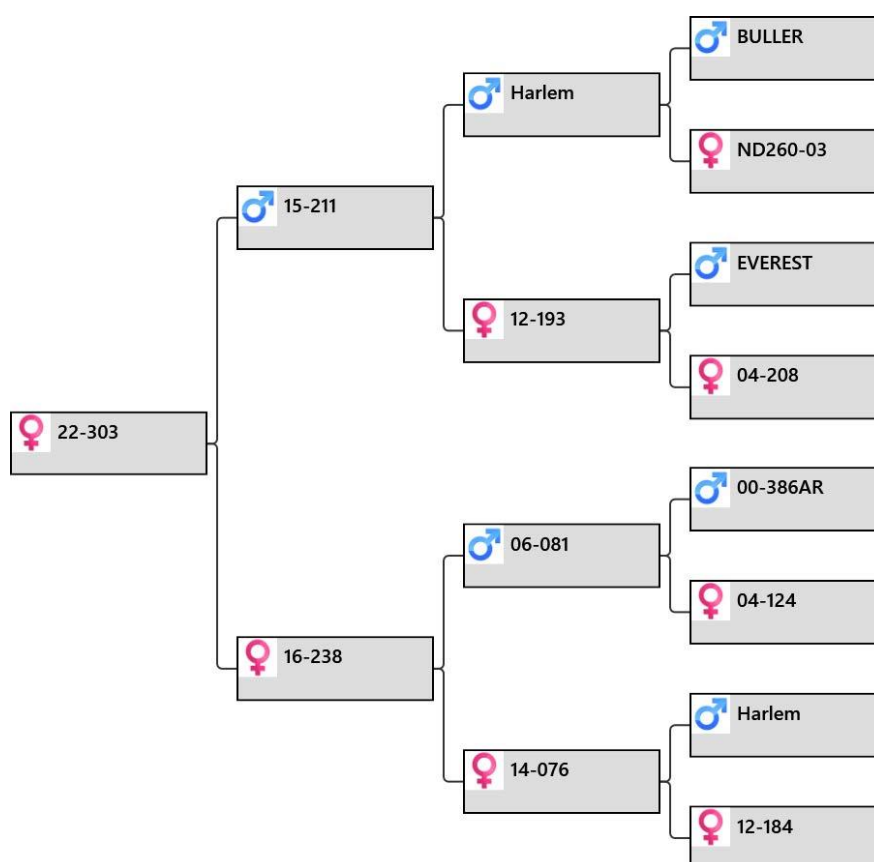 BULLER
Harlem
ND260-03
15-211
EVEREST
12-193
04-208
22-303
00-386AR
06-081
04-124
16-238
Harlem
14-076
12-184